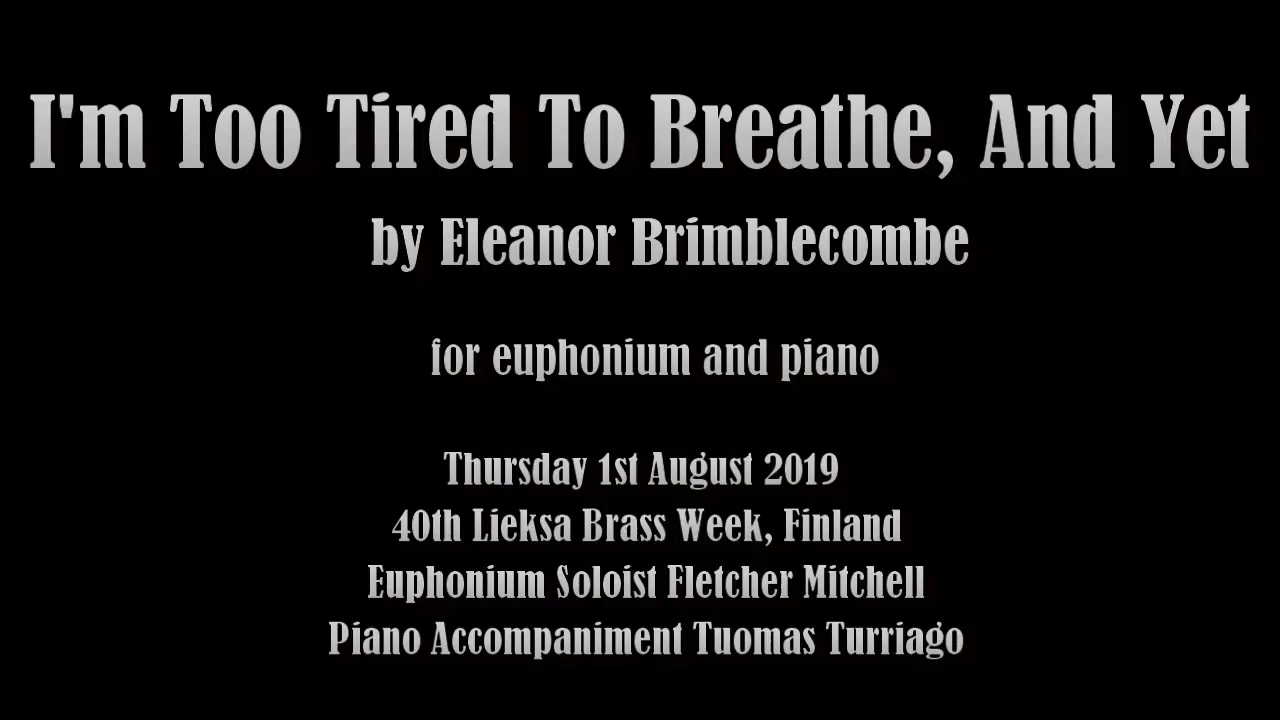 I'm Too Tired To Breathe, And Yet
by Eleanor Brimblecombe
for euphonium and piano
Thursday 1st August 2019
40th Lieksa Brass Week, Finland
Euphonium Soloist Fletcher Mitchell
Piano Accompaniment Tuomas Turriago